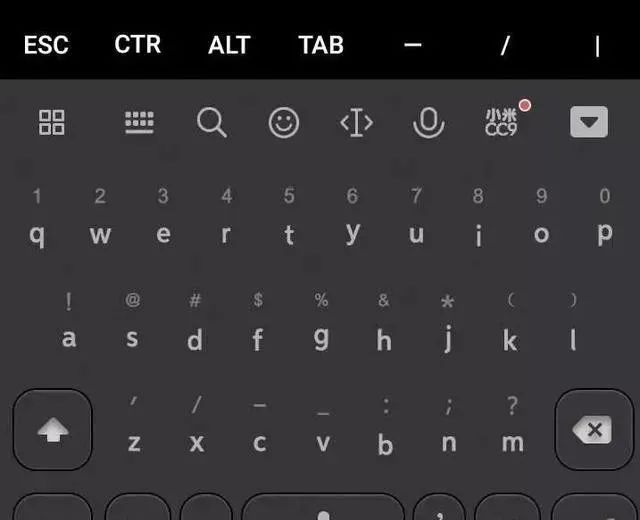 ESC CTR ALT TAB — / |
小米
CC9
1 2 3 4 5 6 7 8 9 0
q w e r t y u i o p
! @ # $ % & * ( )
a s d f g h j k l
′ / – _ : ; ?
z x c v b n m